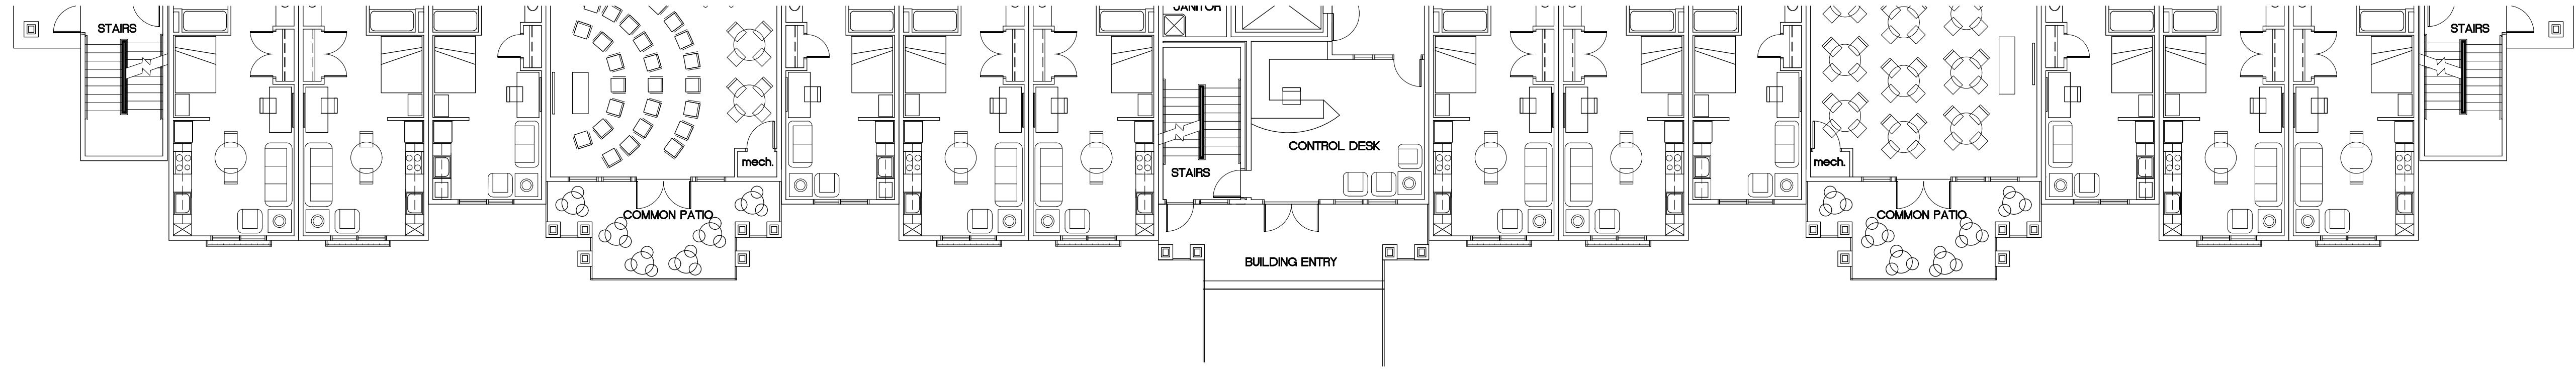 JANITOR
STAIRS
STAIRS
CONTROL DESK
mech.
mech.
STAIRS
COMMON PATIO
COMMON PATIO
BUILDING ENTRY